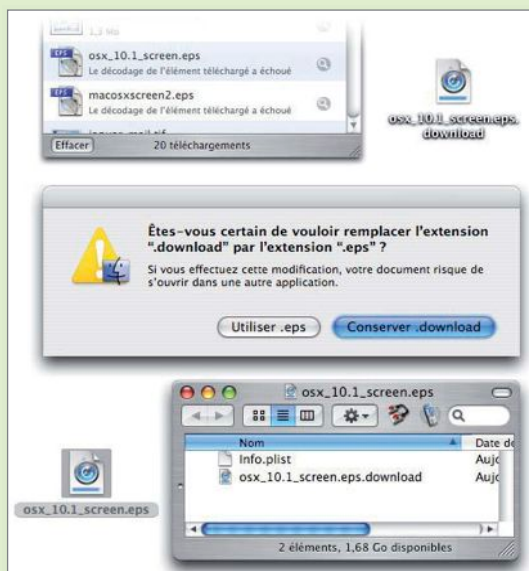 1,3 Mo
osx_10.1_screen.eps
Le décodage de l'élément téléchargé a échoué
macosxscreen2.eps
Le décodage de l'élément téléchargé a échoué
Effacer
20 téléchargements
osx_10.1_screen.eps.
download
Êtes-vous certain de vouloir remplacer l'extension
“.download” par l'extension “.eps” ?
Si vous effectuez cette modification, votre document risque de
s'ouvrir dans une autre application.
Utiliser .eps
Conserver .download
osx_10.1_screen.eps
Nom
Date de
Info.plist
Aujo
osx_10.1_screen.eps.download
Aujo
2 éléments, 1,68 Go disponibles
osx_10.1_screen.eps